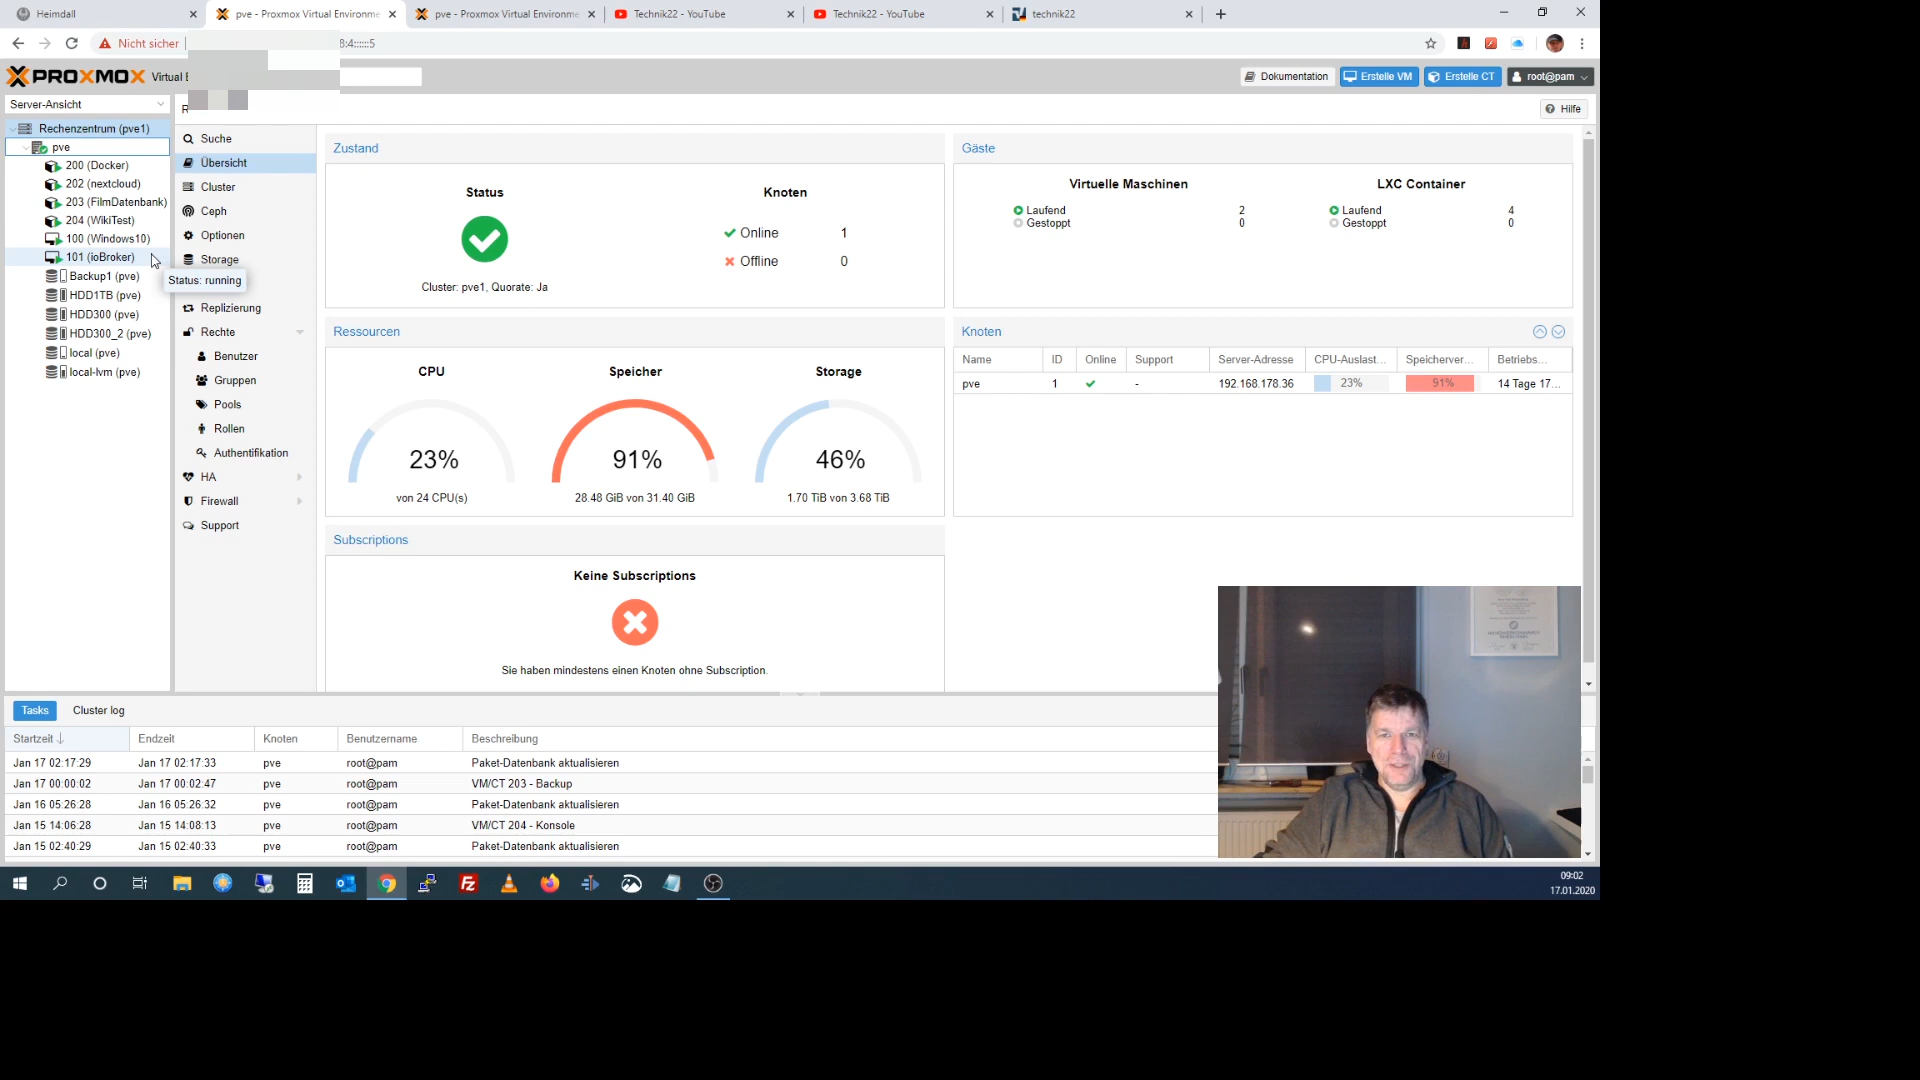 Heimdall
pve - Proxmox Virtual Environme
pve - Proxmox Virtual Environme
Technik22 - YouTube
Technik22 - YouTube
technik22
Nicht sicher
8:4::::::5
PROXMOX Virtual E
Dokumentation
Erstelle VM
Erstelle CT
root@pam
Server-Ansicht
R
Hilfe
Rechenzentrum (pve1)
pve
200 (Docker)
202 (nextcloud)
203 (FilmDatenbank)
204 (WikiTest)
100 (Windows10)
101 (ioBroker)
Status: running
Backup1 (pve)
HDD1TB (pve)
HDD300 (pve)
HDD300_2 (pve)
local (pve)
local-lvm (pve)
Suche
Übersicht
Cluster
Ceph
Optionen
Storage
Replizierung
Rechte
Benutzer
Gruppen
Pools
Rollen
Authentifikation
HA
Firewall
Support
Zustand
Status
Knoten
Online 1
Offline 0
Cluster: pve1, Quorate: Ja
Gäste
Virtuelle Maschinen
Laufend 2
Gestoppt 0
LXC Container
Laufend 4
Gestoppt 0
Ressourcen
CPU
23%
von 24 CPU(s)
Speicher
91%
28.48 GiB von 31.40 GiB
Storage
46%
1.70 TiB von 3.68 TiB
Knoten
Name ID Online Support Server-Adresse CPU-Auslast... Speicherver... Betriebs...
pve 1 - 192.168.178.36 23% 91% 14 Tage 17...
Subscriptions
Keine Subscriptions
Sie haben mindestens einen Knoten ohne Subscription.
Tasks Cluster log
Startzeit Endzeit Knoten Benutzername Beschreibung
Jan 17 02:17:29 Jan 17 02:17:33 pve root@pam Paket-Datenbank aktualisieren
Jan 17 00:00:02 Jan 17 00:02:47 pve root@pam VM/CT 203 - Backup
Jan 16 05:26:28 Jan 16 05:26:32 pve root@pam Paket-Datenbank aktualisieren
Jan 15 14:06:28 Jan 15 14:08:13 pve root@pam VM/CT 204 - Konsole
Jan 15 02:40:29 Jan 15 02:40:33 pve root@pam Paket-Datenbank aktualisieren
09:02
17.01.2020